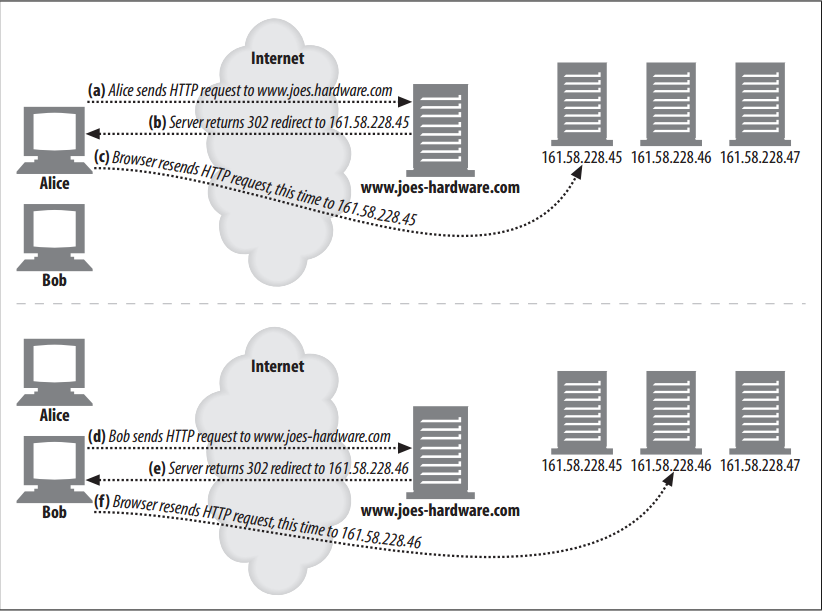 Internet
(a) Alice sends HTTP request to www.joes.hardware.com
(b) Server returns 302 redirect to 161.58.228.45
(c) Browser resends HTTP request, this time to 161.58.228.45
Alice
www.joes-hardware.com
161.58.228.45
161.58.228.46
161.58.228.47
Bob
Internet
Alice
(d) Bob sends HTTP request to www.joes-hardware.com
(e) Server returns 302 redirect to 161.58.228.46
(f) Browser resends HTTP request, this time to 161.58.228.46
Bob
www.joes-hardware.com
161.58.228.45
161.58.228.46
161.58.228.47